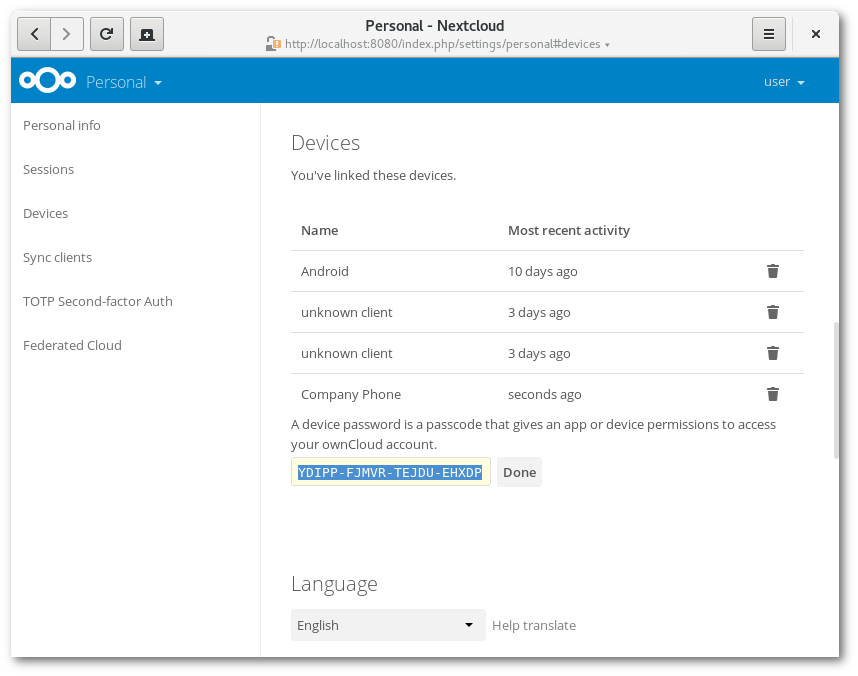 Personal - Nextcloud
http://localhost:8080/index.php/settings/personal#devices
Personal
user
Personal info
Sessions
Devices
Sync clients
TOTP Second-factor Auth
Federated Cloud
Devices
You've linked these devices.
Name Most recent activity
Android 10 days ago
unknown client 3 days ago
unknown client 3 days ago
Company Phone seconds ago
A device password is a passcode that gives an app or device permissions to access
your ownCloud account.
YDIPP-FJMVR-TEJDU-EHXDP Done
Language
English Help translate